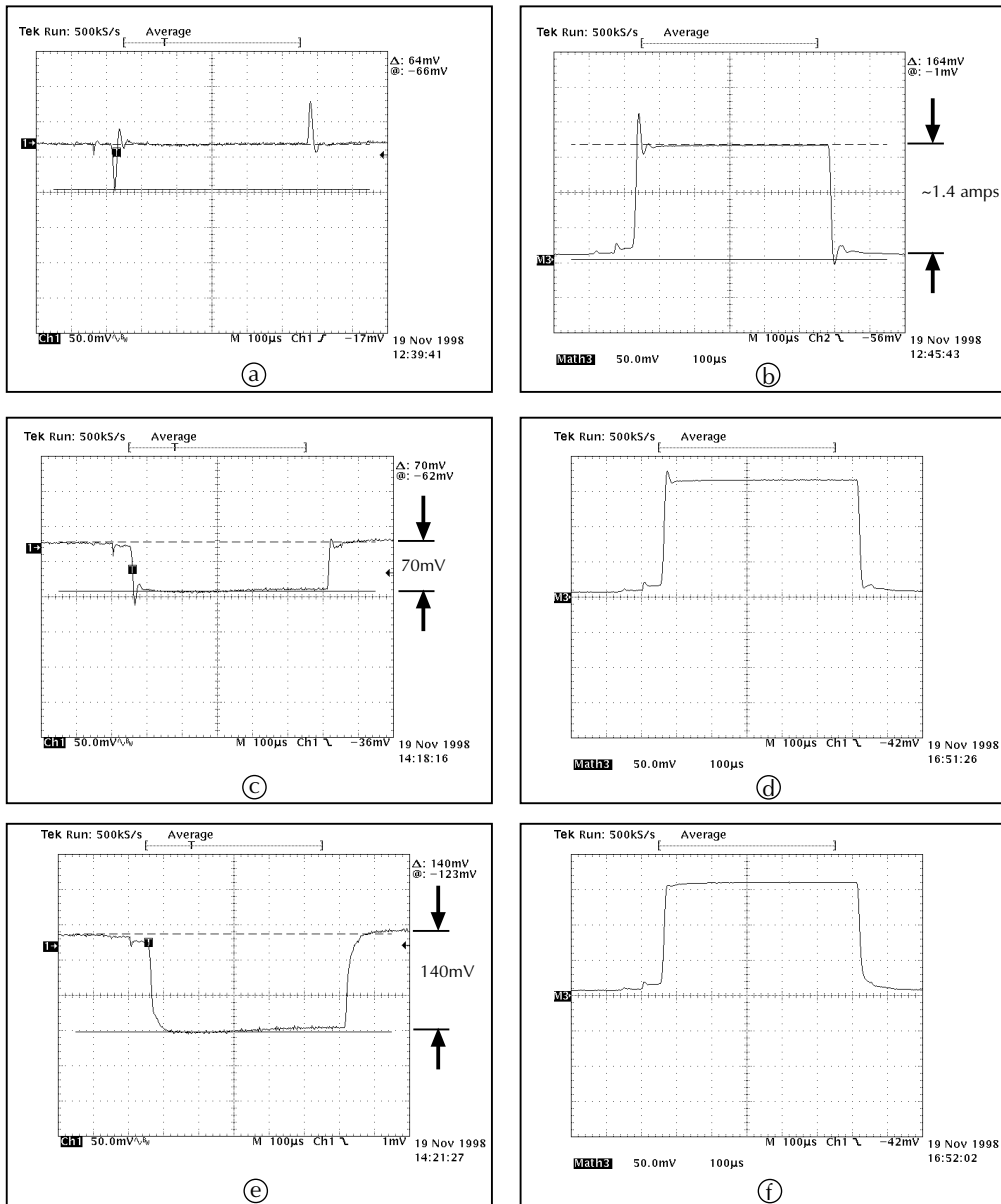 Tek Run: 500kS/s Average
Δ: 64mV
@: −66mV
1→
T
Ch1 50.0mV∿ᴮw M 100µs Ch1 ʃ −17mV
19 Nov 1998
12:39:41
a
Tek Run: 500kS/s Average
Δ: 164mV
@: −1mV
~1.4 amps
M3
M 100µs Ch2 ʅ −56mV
Math3 50.0mV 100µs
19 Nov 1998
12:45:43
b
Tek Run: 500kS/s Average
Δ: 70mV
@: −62mV
1→
T
70mV
Ch1 50.0mV∿ᴮw M 100µs Ch1 ʅ −36mV
19 Nov 1998
14:18:16
c
Tek Run: 500kS/s Average
M3
M 100µs Ch1 ʅ −42mV
Math3 50.0mV 100µs
19 Nov 1998
16:51:26
d
Tek Run: 500kS/s Average
Δ: 140mV
@: −123mV
1→
T
140mV
Ch1 50.0mV∿ᴮw M 100µs Ch1 ʅ 1mV
19 Nov 1998
14:21:27
e
Tek Run: 500kS/s Average
M3
M 100µs Ch1 ʅ −42mV
Math3 50.0mV 100µs
19 Nov 1998
16:52:02
f